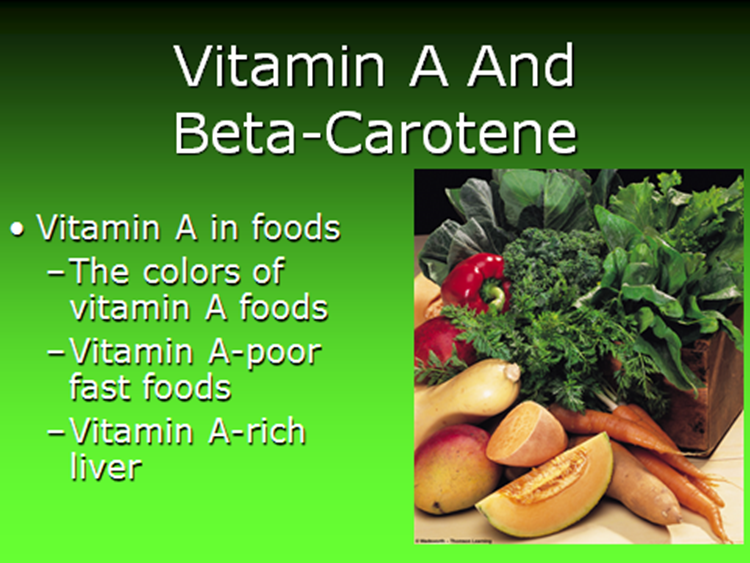 Vitamin A And
Beta-Carotene
• Vitamin A in foods
–The colors of
vitamin A foods
–Vitamin A-poor
fast foods
–Vitamin A-rich
liver
© Wadsworth – Thomson Learning